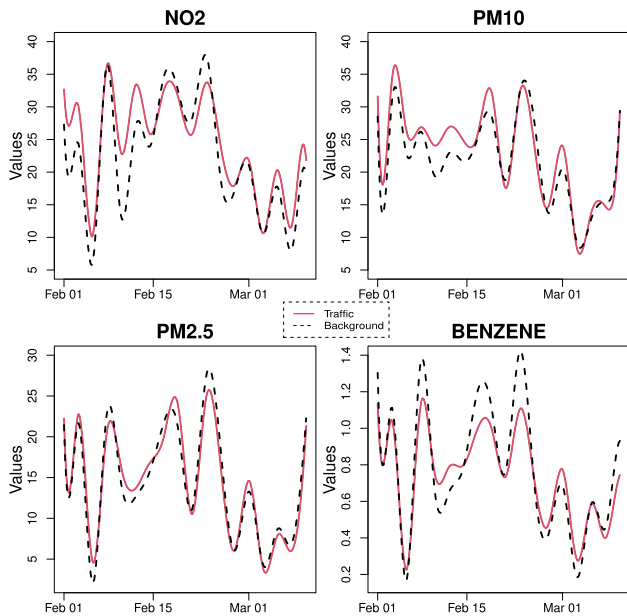 NO2
Values
40
35
30
25
20
15
10
5
Feb 01
Feb 15
Mar 01
PM10
Values
40
35
30
25
20
15
10
5
Feb 01
Feb 15
Mar 01
Traffic
Background
PM2.5
Values
30
25
20
15
10
5
Feb 01
Feb 15
Mar 01
BENZENE
Values
1.4
1.2
1.0
0.8
0.6
0.4
0.2
Feb 01
Feb 15
Mar 01